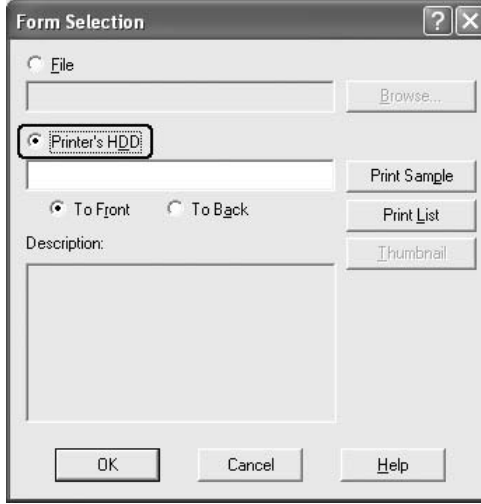 Form Selection
File
Browse...
Printer's HDD
Print Sample
To Front To Back
Print List
Description:
Thumbnail
OK Cancel Help